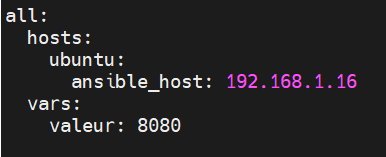 all:
  hosts:
    ubuntu:
      ansible_host: 192.168.1.16
  vars:
    valeur: 8080